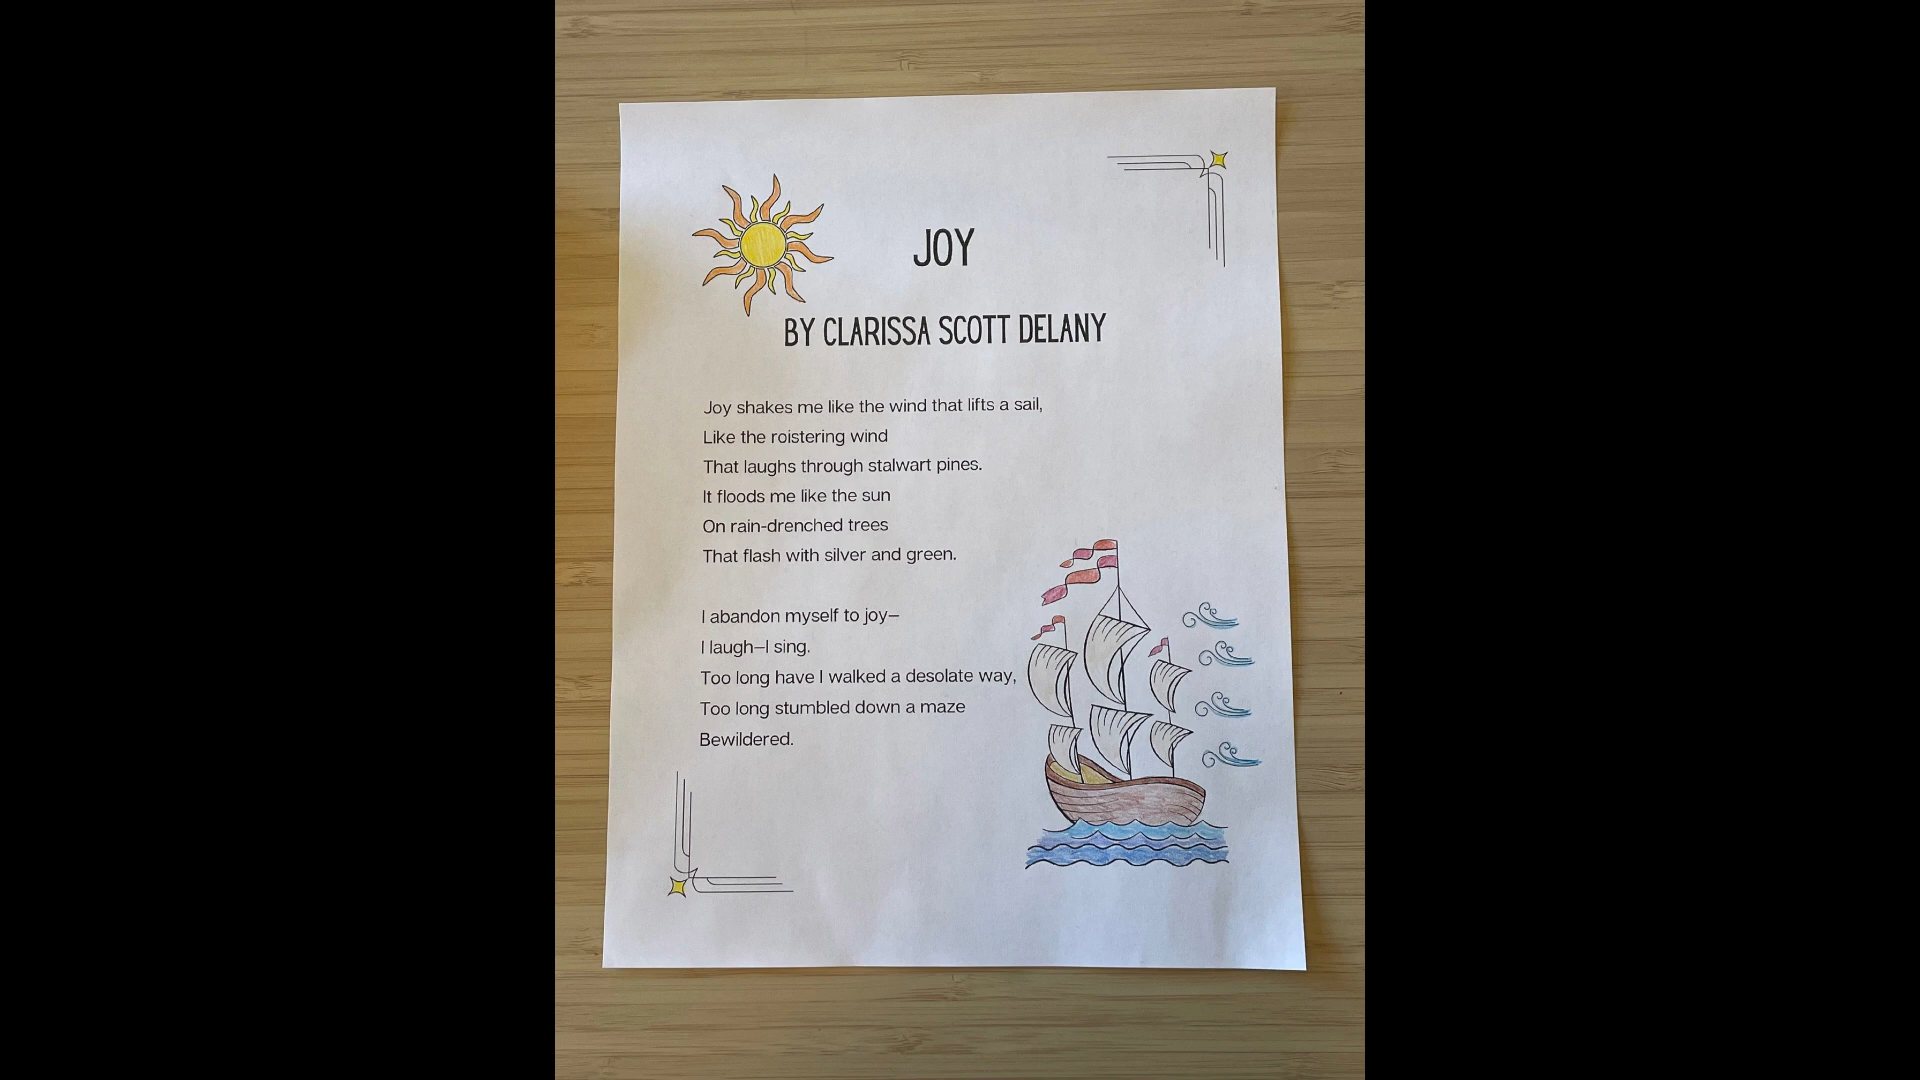 JOY
BY CLARISSA SCOTT DELANY
Joy shakes me like the wind that lifts a sail,
Like the roistering wind
That laughs through stalwart pines.
It floods me like the sun
On rain-drenched trees
That flash with silver and green.
I abandon myself to joy—
I laugh—I sing.
Too long have I walked a desolate way,
Too long stumbled down a maze
Bewildered.